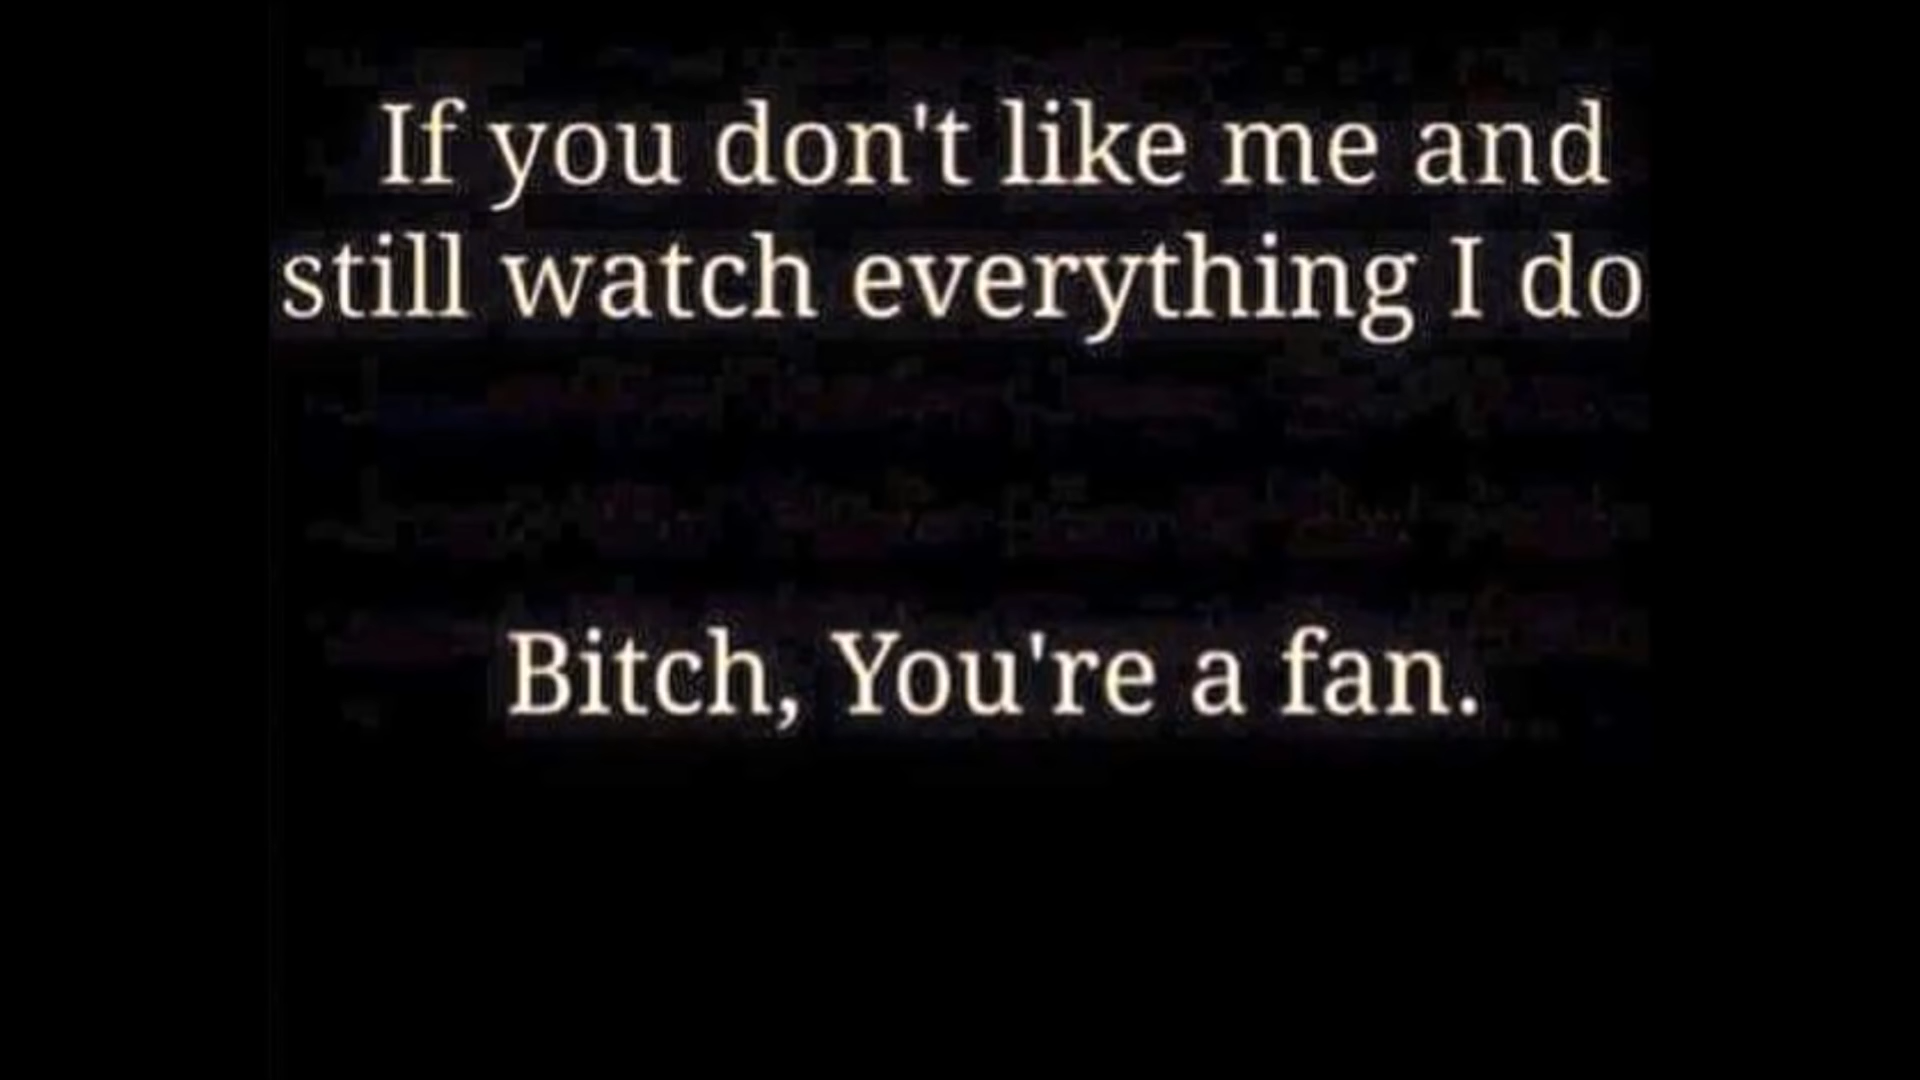 If you don't like me and
still watch everything I do
Bitch, You're a fan.